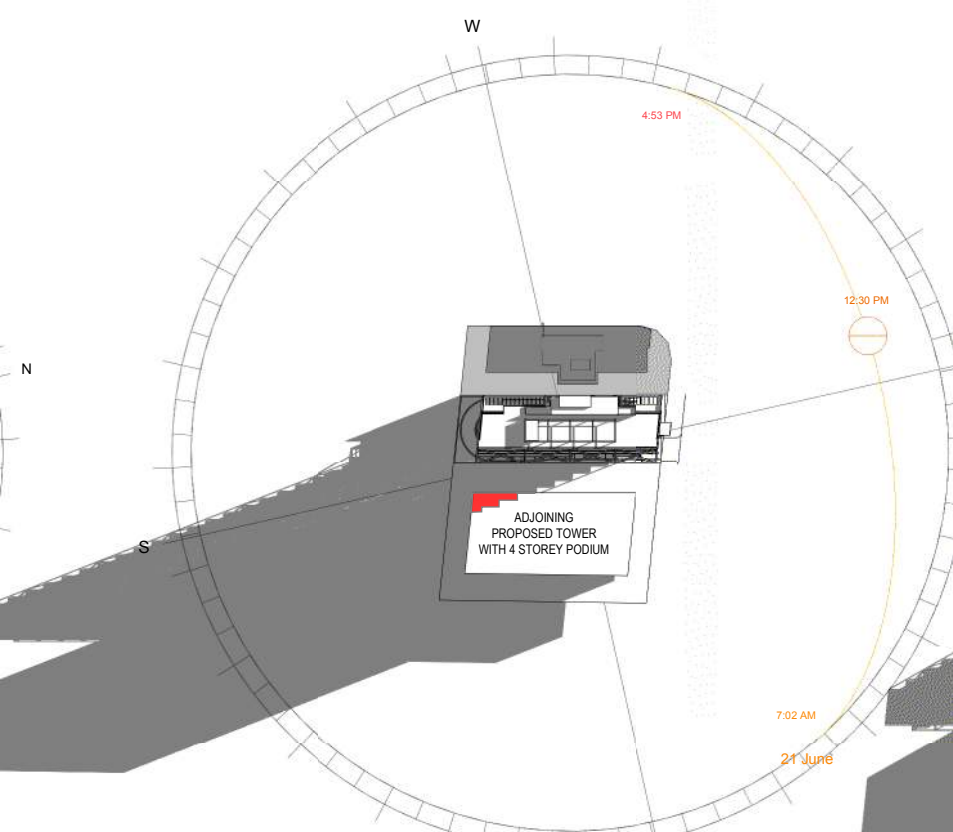 W
4:53 PM
12:30 PM
N
ADJOINING
PROPOSED TOWER
WITH 4 STOREY PODIUM
S
7:02 AM
21 June